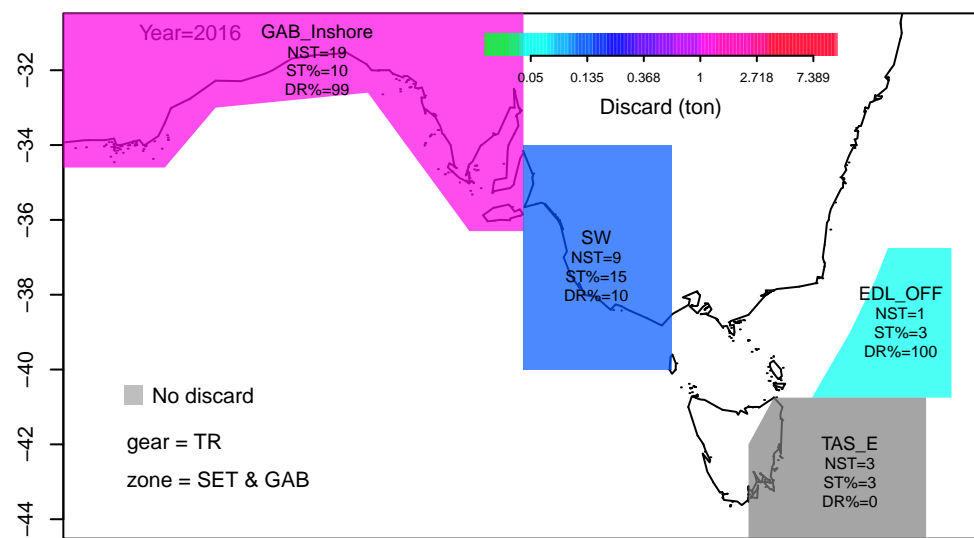 Year=2016
GAB_Inshore
NST=19
ST%=10
DR%=99
0.05 0.135 0.368 1 2.718 7.389
Discard (ton)
−32
−34
−36
−38
−40
−42
−44
SW
NST=9
ST%=15
DR%=10
EDL_OFF
NST=1
ST%=3
DR%=100
No discard
gear = TR
zone = SET & GAB
TAS_E
NST=3
ST%=3
DR%=0